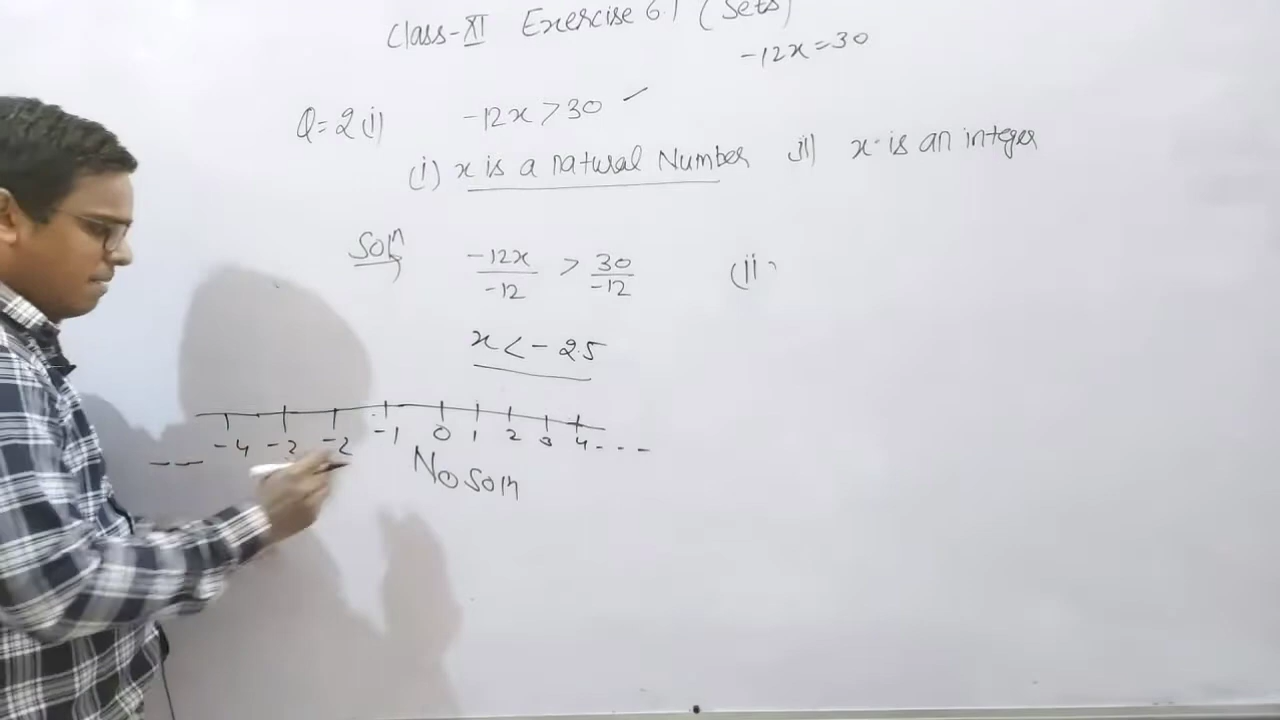 Class-XI Exercise 6.1 (Sets)
-12x=30
Q=2(i) -12x>30 ✓
(i) x is a natural Number ii) x is an integer
Soln -12x/-12 > 30/-12 (ii)
x<-2.5
-4 -3 -2 -1 0 1 2 3 4 - - -
- -
No Soln